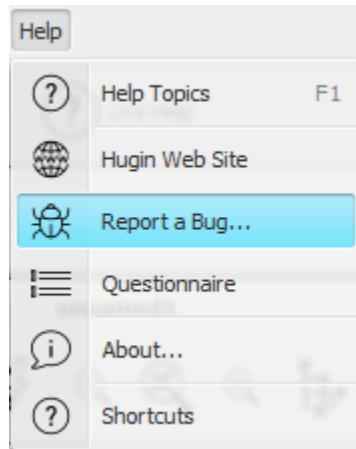 Help
Help Topics F1
Hugin Web Site
Report a Bug...
Questionnaire
About...
Shortcuts